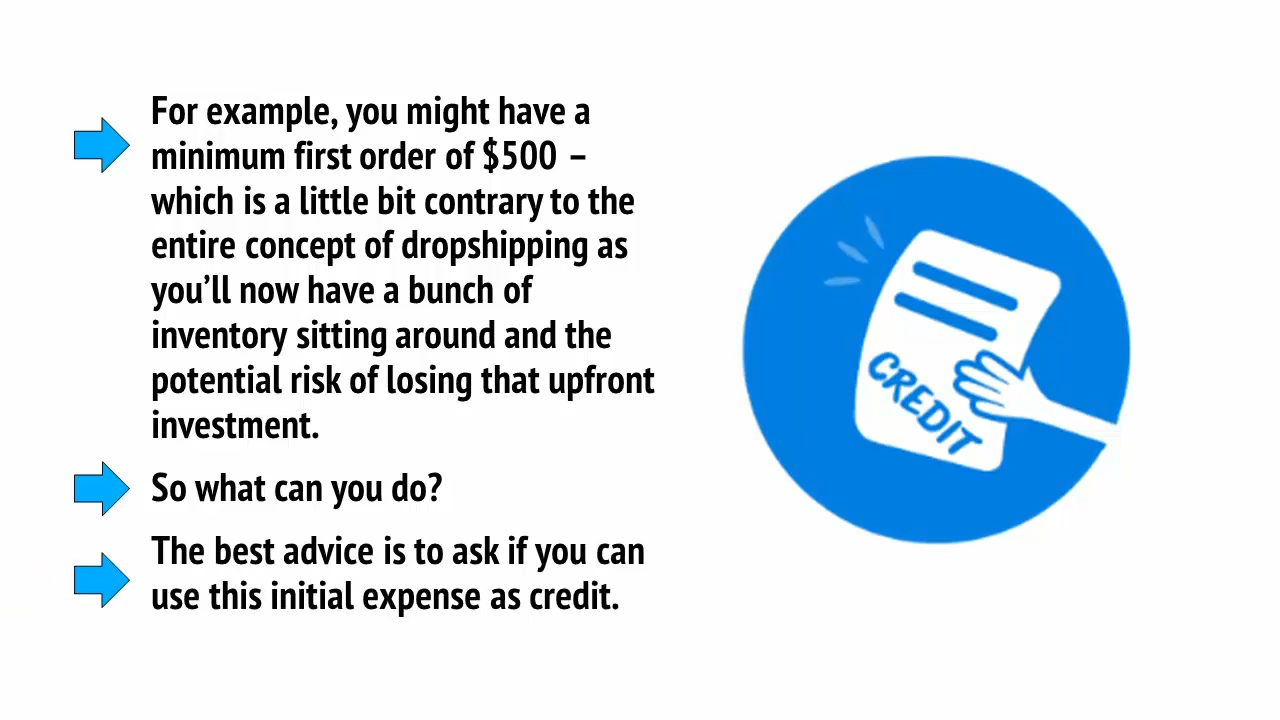 For example, you might have a
minimum first order of $500 –
which is a little bit contrary to the
entire concept of dropshipping as
you’ll now have a bunch of
inventory sitting around and the
potential risk of losing that upfront
investment.
So what can you do?
The best advice is to ask if you can
use this initial expense as credit.
CREDIT